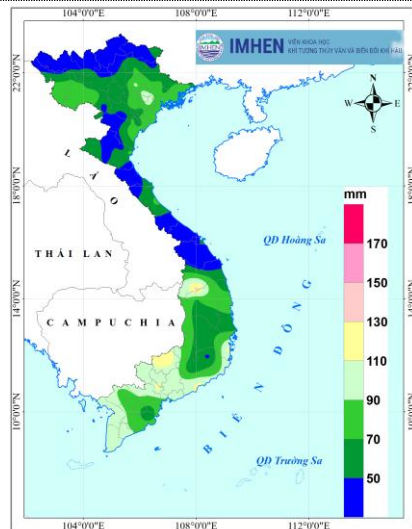 104°0'0"E 108°0'0"E 112°0'0"E
IMHEN VIỆN KHOA HỌC
KHÍ TƯỢNG THỦY VĂN VÀ BIẾN ĐỔI KHÍ HẬU
22°0'0"N
N
W E
S
LÀO
18°0'0"N
mm
QĐ Hoàng Sa
170
THÁI LAN
150
14°0'0"N
130
CAMPUCHIA
110
90
10°0'0"N
70
BIỂN ĐÔNG
QĐ Trường Sa
50
104°0'0"E 108°0'0"E 112°0'0"E